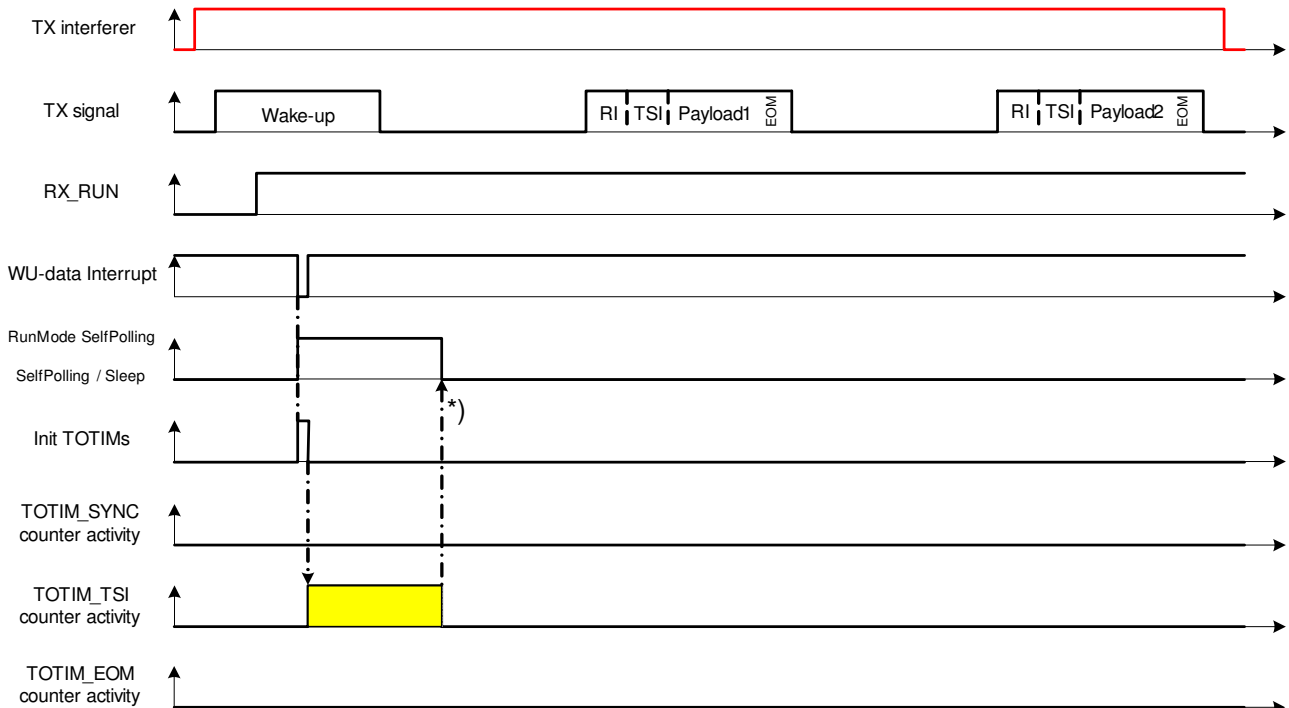 TX interferer
TX signal
Wake-up
RI TSI Payload1 EOM
RI TSI Payload2 EOM
RX_RUN
WU-data Interrupt
RunMode SelfPolling
SelfPolling / Sleep
*)
Init TOTIMs
TOTIM_SYNC
counter activity
TOTIM_TSI
counter activity
TOTIM_EOM
counter activity